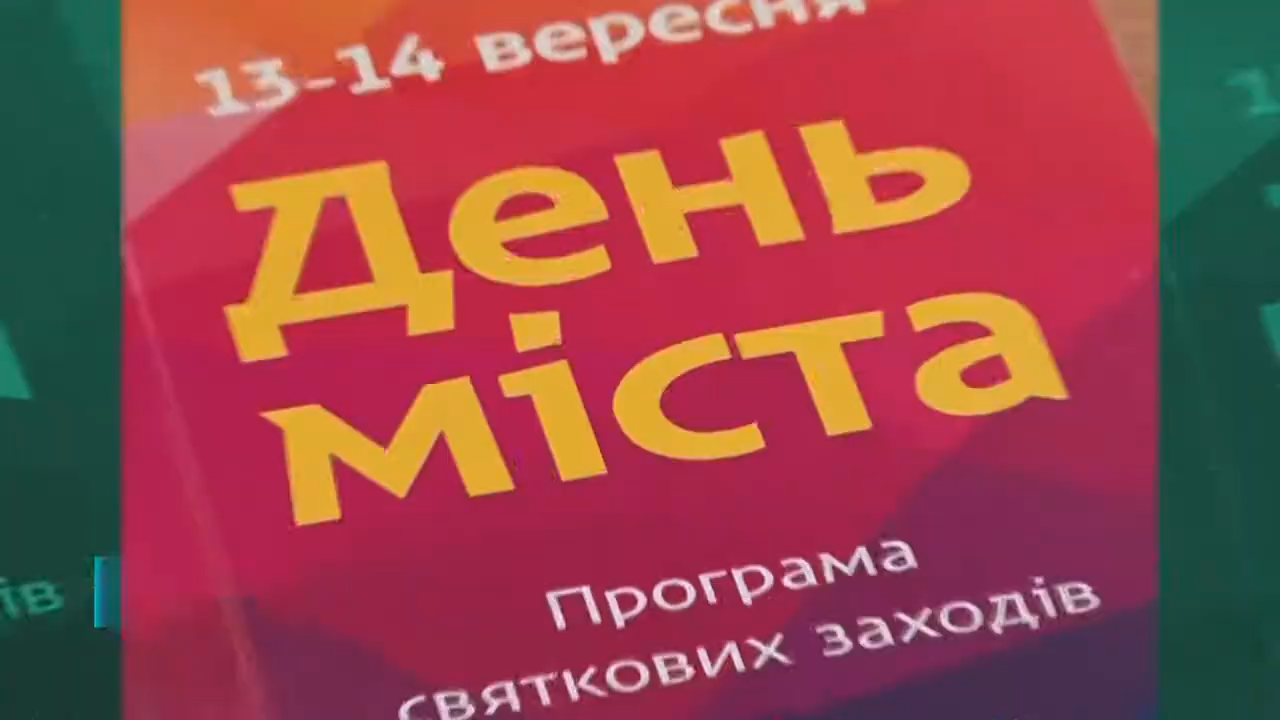 13-14 вересня
День
міста
Програма
святкових заходів